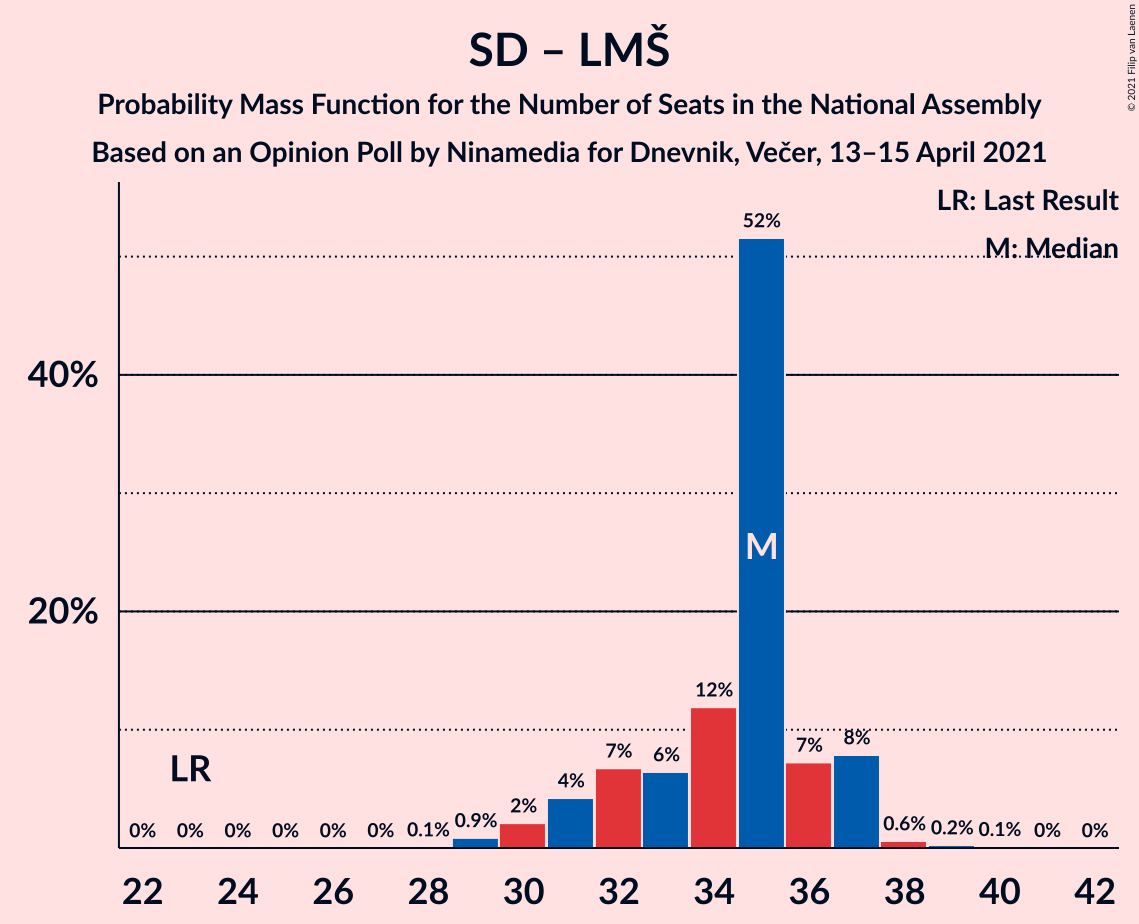 SD – LMŠ
Probability Mass Function for the Number of Seats in the National Assembly
Based on an Opinion Poll by Ninamedia for Dnevnik, Večer, 13–15 April 2021
© 2021 Filip van Laenen
LR: Last Result
M: Median
40%
20%
LR
M
0% 0% 0% 0% 0% 0% 0.1% 0.9% 2% 4% 7% 6% 12% 52% 7% 8% 0.6% 0.2% 0.1% 0% 0%
22 24 26 28 30 32 34 36 38 40 42